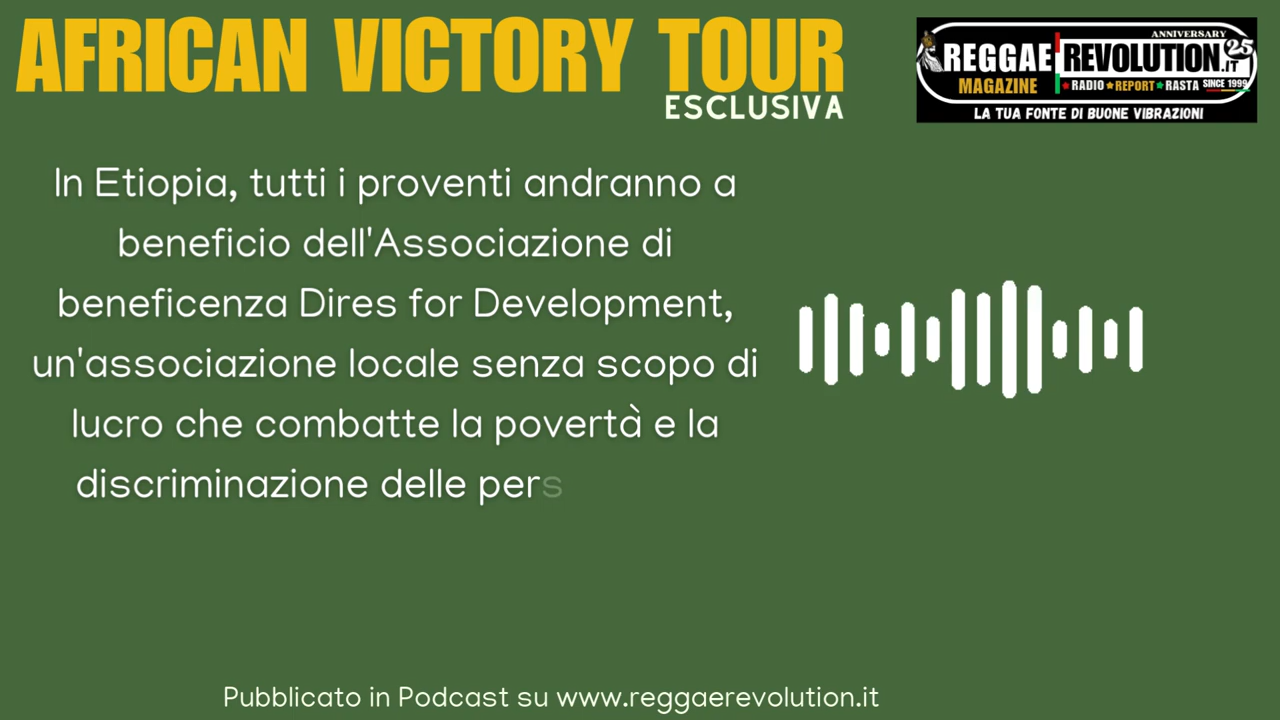 AFRICAN VICTORY TOUR
ESCLUSIVA
ANNIVERSARY
REGGAE REVOLUTION.IT 25
MAGAZINE RADIO REPORT RASTA SINCE 1999
LA TUA FONTE DI BUONE VIBRAZIONI
In Etiopia, tutti i proventi andranno a
beneficio dell'Associazione di
beneficenza Dires for Development,
un'associazione locale senza scopo di
lucro che combatte la povertà e la
discriminazione delle pers
Pubblicato in Podcast su www.reggaerevolution.it